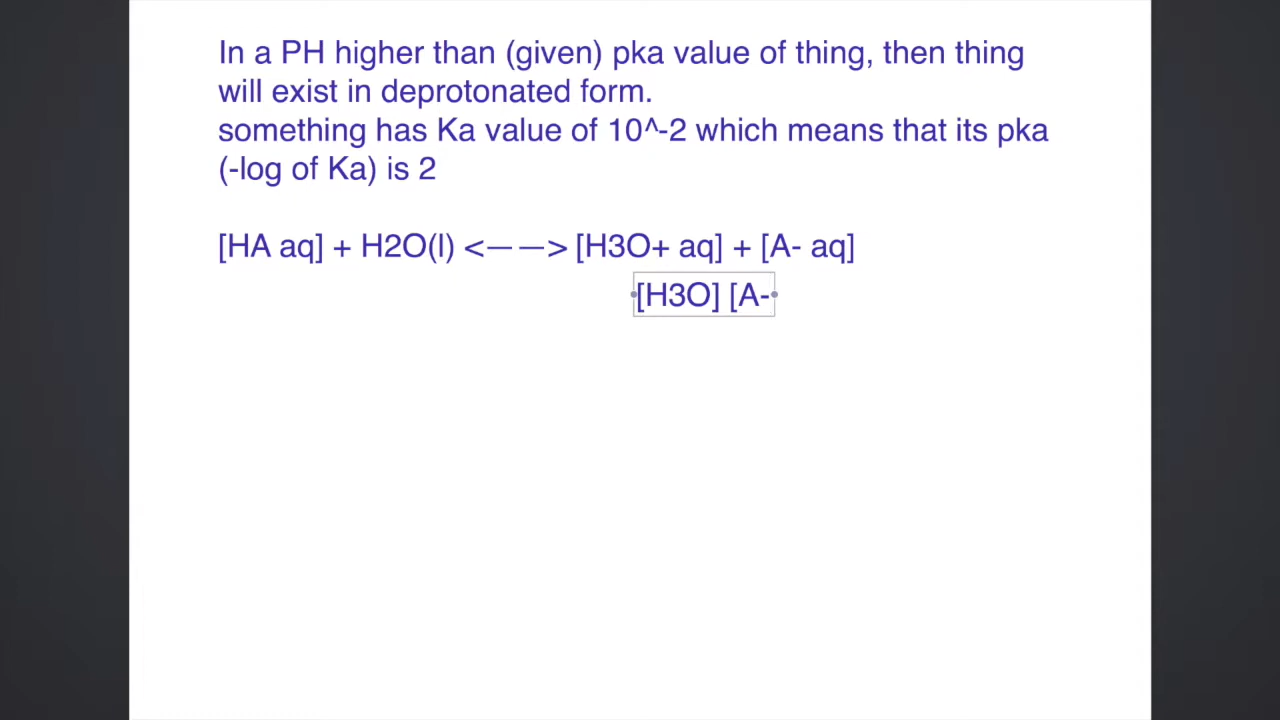 In a PH higher than (given) pka value of thing, then thing
will exist in deprotonated form.
something has Ka value of 10^-2 which means that its pka
(-log of Ka) is 2
[HA aq] + H2O(l) <— —> [H3O+ aq] + [A- aq]
[H3O] [A-